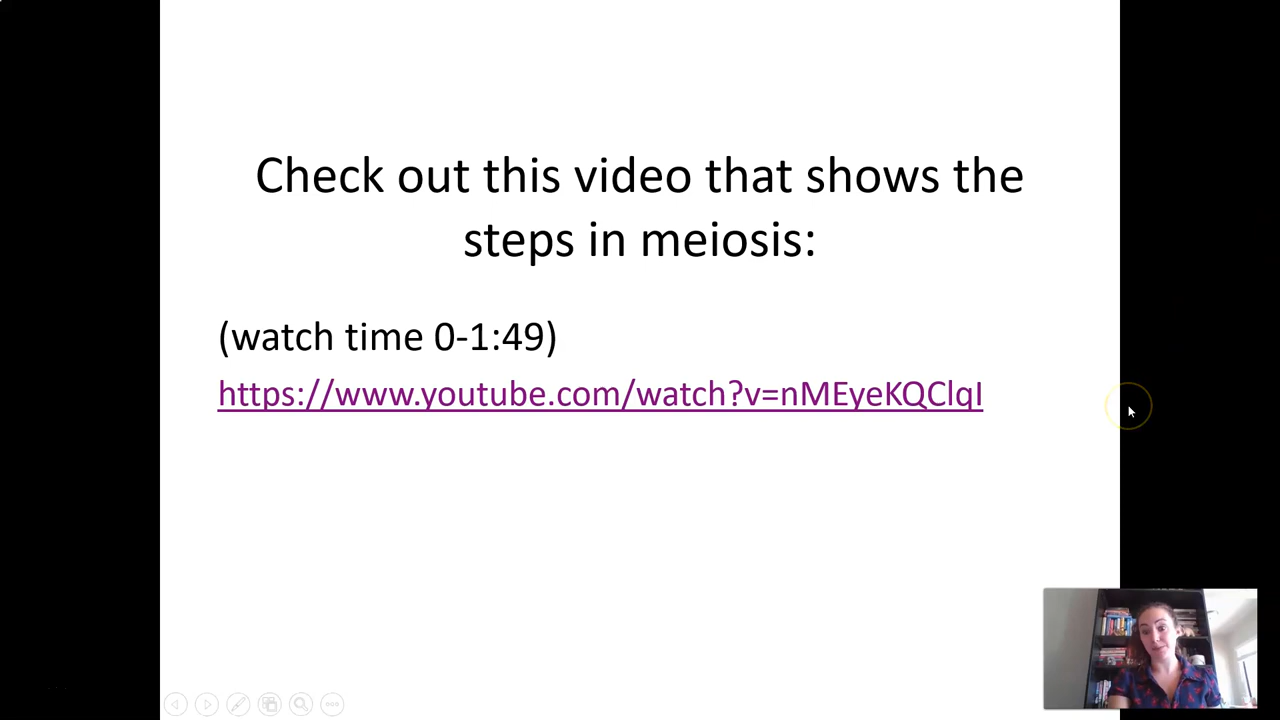 Check out this video that shows the
steps in meiosis:
(watch time 0-1:49)
https://www.youtube.com/watch?v=nMEyeKQClqI